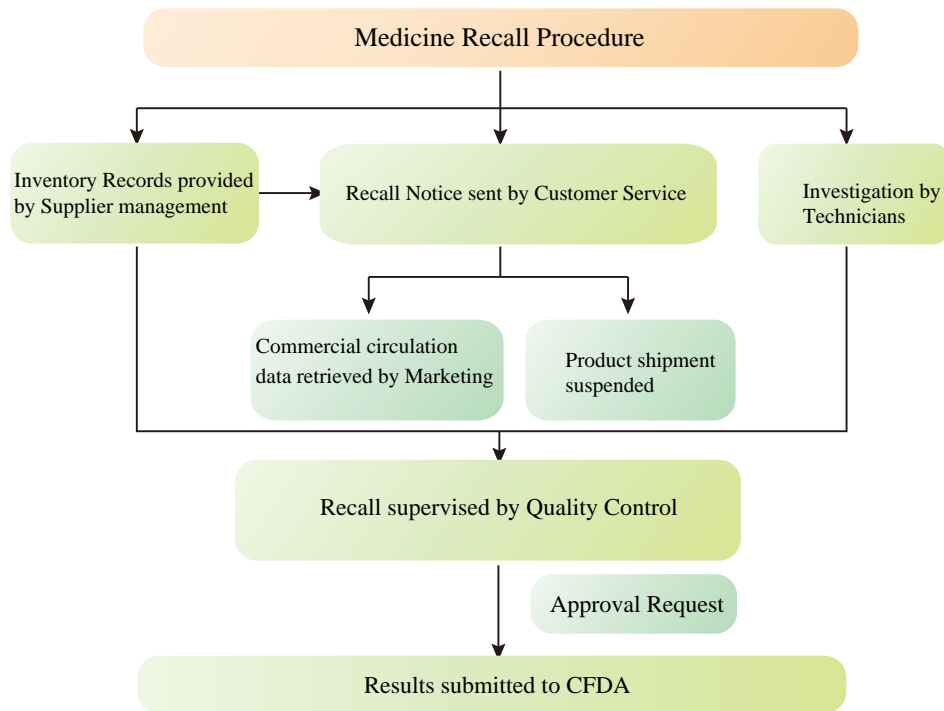 Medicine Recall Procedure
Inventory Records provided
by Supplier management
Recall Notice sent by Customer Service
Investigation by
Technicians
Commercial circulation
data retrieved by Marketing
Product shipment
suspended
Recall supervised by Quality Control
Approval Request
Results submitted to CFDA